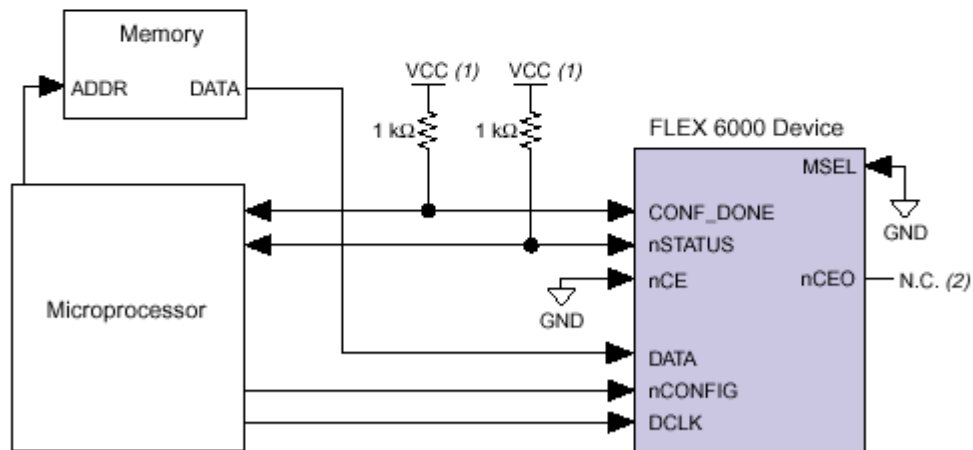 Memory
ADDR DATA
VCC (1) VCC (1)
1 kΩ 1 kΩ
FLEX 6000 Device
MSEL
CONF_DONE
GND
nSTATUS
nCE nCEO N.C. (2)
Microprocessor
GND
DATA
nCONFIG
DCLK